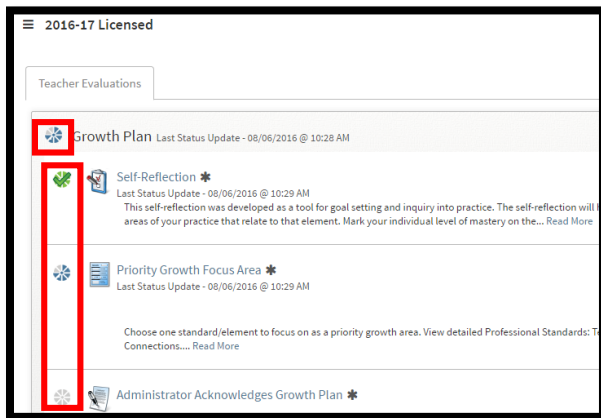 ≡ 2016-17 Licensed
Teacher Evaluations
Growth Plan Last Status Update - 08/06/2016 @ 10:28 AM
Self-Reflection ✱
Last Status Update - 08/06/2016 @ 10:29 AM
This self-reflection was developed as a tool for goal setting and inquiry into practice. The self-reflection will
areas of your practice that relate to that element. Mark your individual level of mastery on the... Read More
Priority Growth Focus Area ✱
Last Status Update - 08/06/2016 @ 10:29 AM
Choose one standard/element to focus on as a priority growth area. View detailed Professional Standards:
Connections.... Read More
Administrator Acknowledges Growth Plan ✱